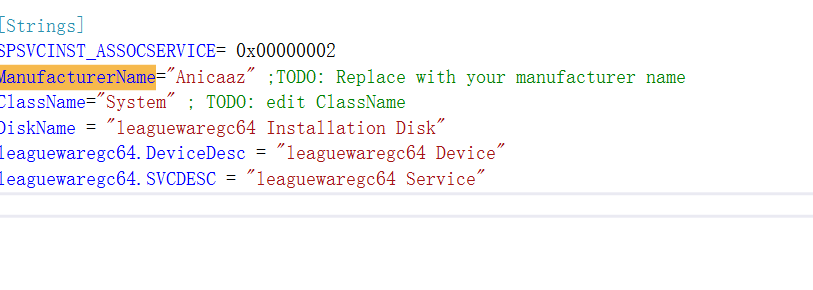 [Strings]
SPSVCINST_ASSOCSERVICE= 0x00000002
ManufacturerName="Anicaaz" ;TODO: Replace with your manufacturer name
ClassName="System" ; TODO: edit ClassName
DiskName = "leaguewaregc64 Installation Disk"
leaguewaregc64.DeviceDesc = "leaguewaregc64 Device"
leaguewaregc64.SVCDESC = "leaguewaregc64 Service"